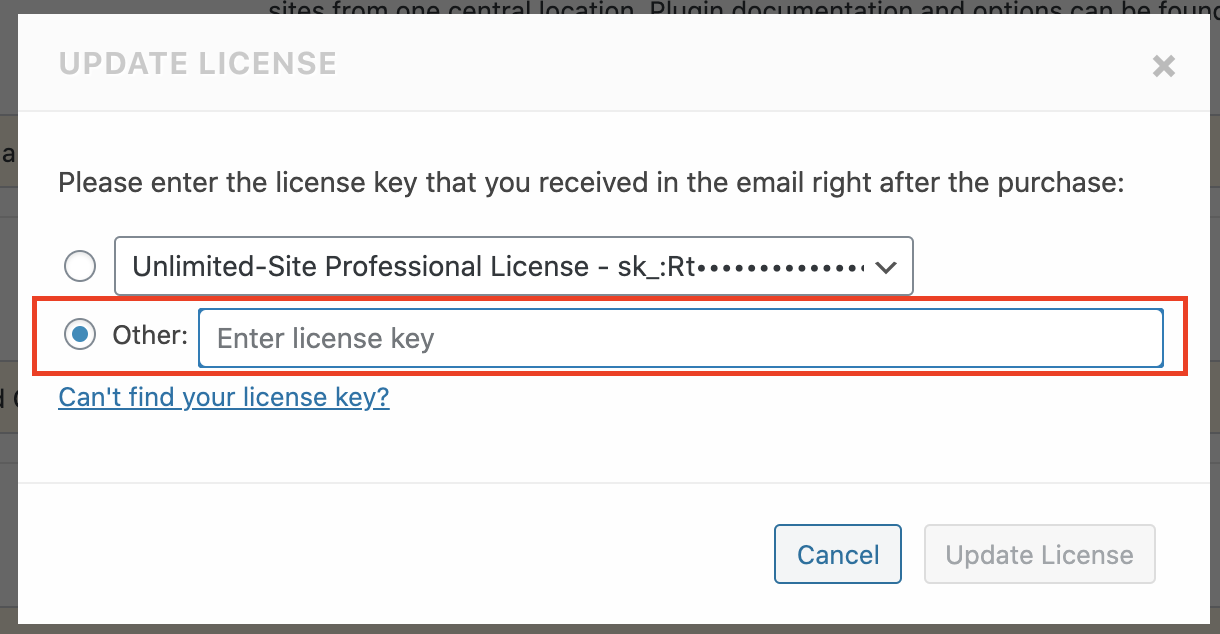 sites from one central location. Plugin documentation and options can be found
UPDATE LICENSE
Please enter the license key that you received in the email right after the purchase:
Unlimited-Site Professional License - sk_:Rt••••••••••••••
Other: Enter license key
Can't find your license key?
Cancel Update License